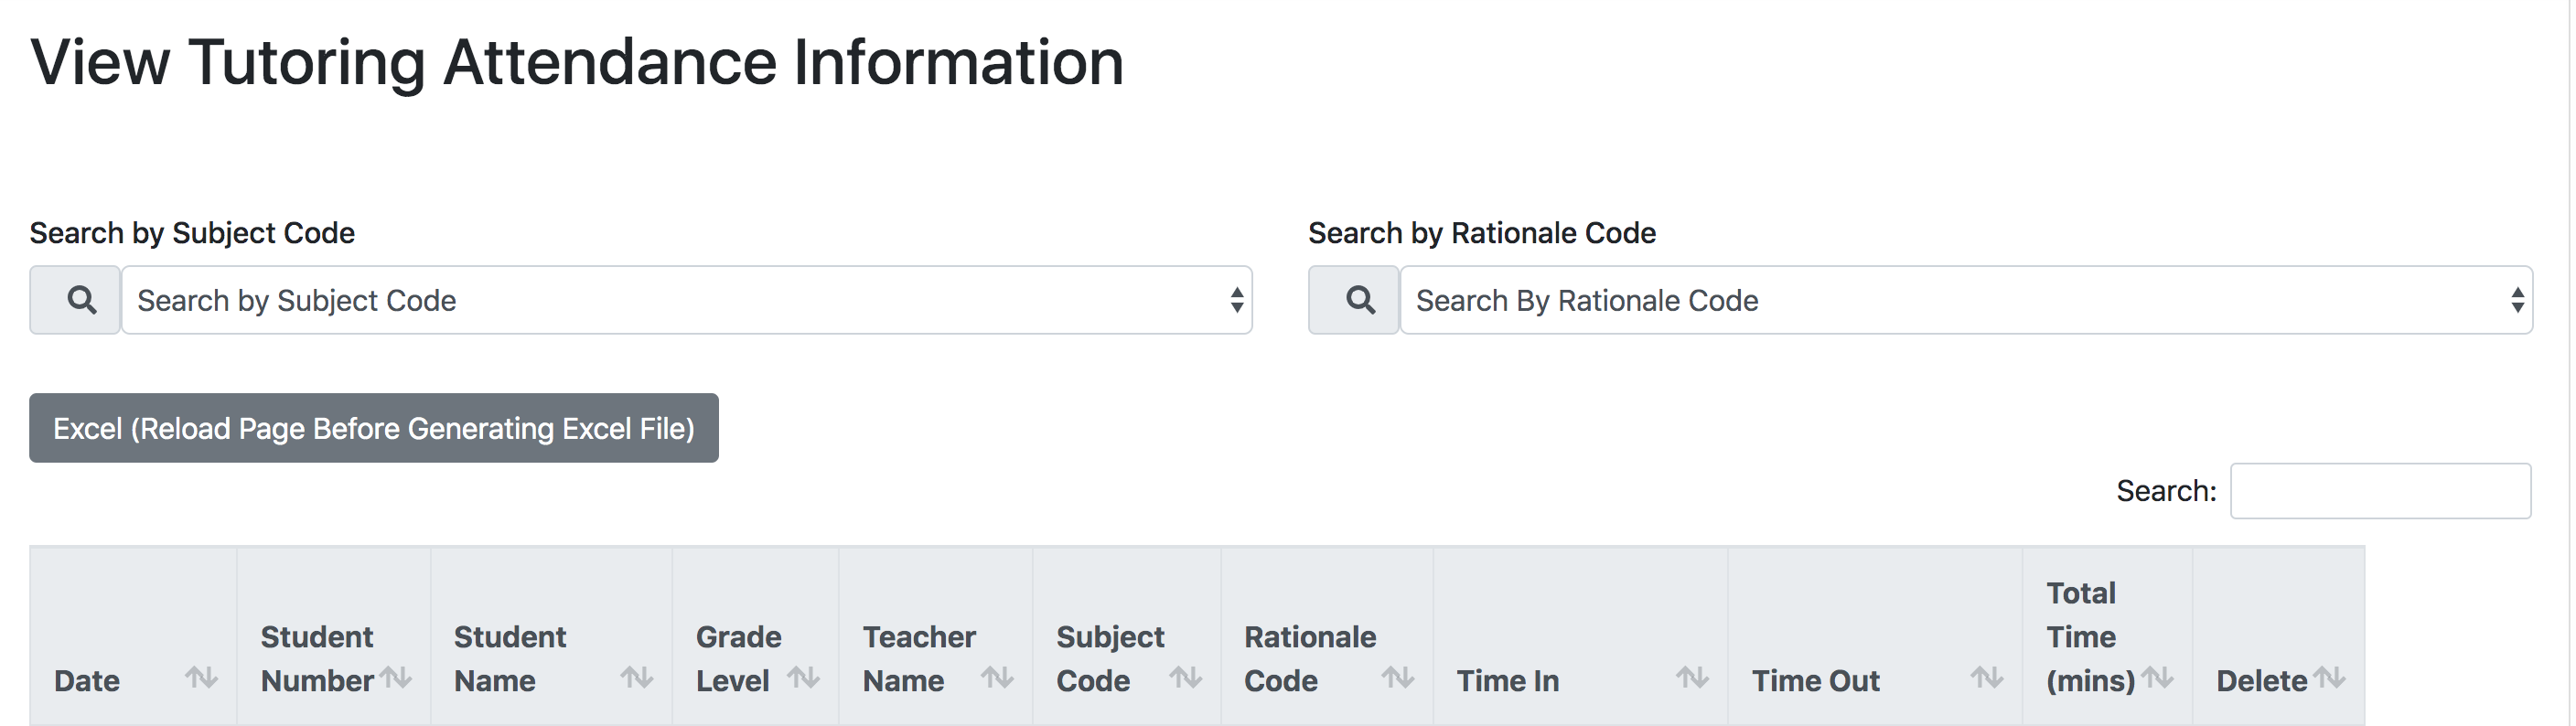 View Tutoring Attendance Information
Search by Subject Code
Search by Rationale Code
Search by Subject Code
Search By Rationale Code
Excel (Reload Page Before Generating Excel File)
Search:
Date
Student
Number
Student
Name
Grade
Level
Teacher
Name
Subject
Code
Rationale
Code
Time In
Time Out
Total
Time
(mins)
Delete